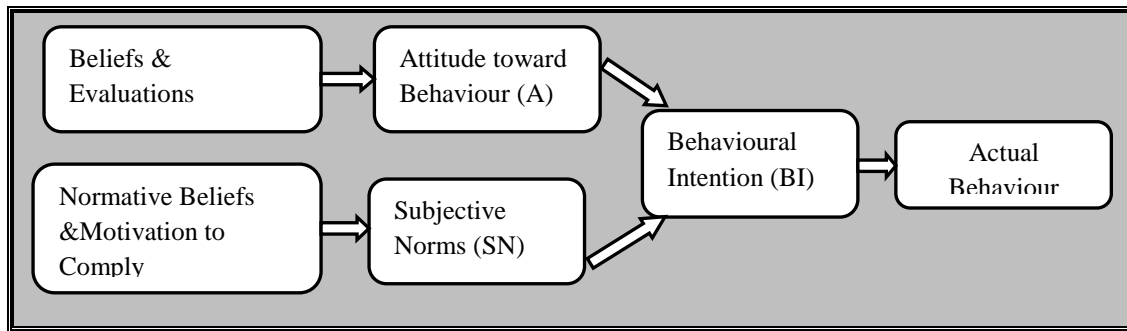 Beliefs &
Evaluations
Attitude toward
Behaviour (A)
Normative Beliefs
&Motivation to
Comply
Subjective
Norms (SN)
Behavioural
Intention (BI)
Actual
Behaviour